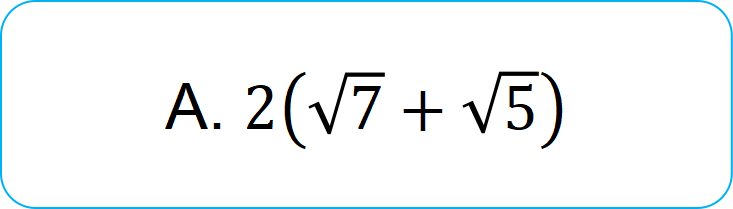 A. 2(√7 + √5)